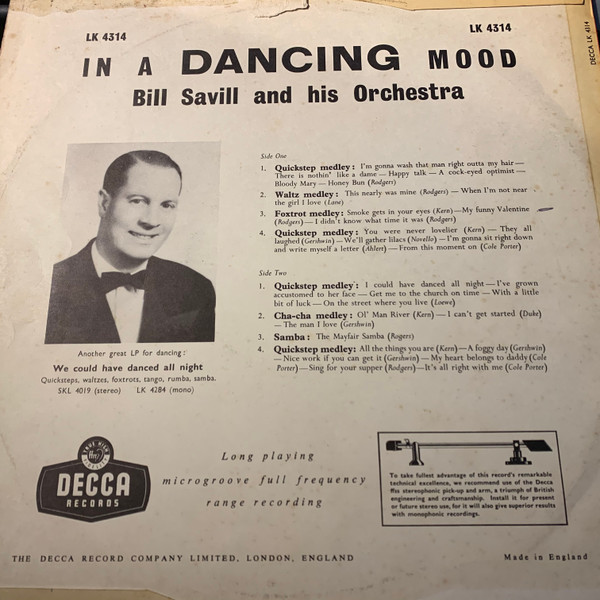 LK 4314
LK 4314
DECCA LK 4314
IN A DANCING MOOD
Bill Savill and his Orchestra
Side One
1. Quickstep medley: I'm gonna wash that man right outta my hair—
There is nothin' like a dame — Happy talk — A cock-eyed optimist—
Bloody Mary — Honey Bun (Rodgers)
2. Waltz medley: This nearly was mine (Rodgers) — When I'm not near
the girl I love (Lane)
3. Foxtrot medley: Smoke gets in your eyes (Kern)—My funny Valentine
(Rodgers)— I didn't know what time it was (Rodgers)
4. Quickstep medley: You were never lovelier (Kern) — They all
laughed (Gershwin) — We'll gather lilacs (Novello) — I'm gonna sit right down
and write myself a letter (Ahlert) — From this moment on (Cole Porter)
Side Two
1. Quickstep medley: I could have danced all night — I've grown
accustomed to her face — Get me to the church on time — With a little
bit of luck — On the street where you live (Loewe)
2. Cha-cha medley: Ol' Man River (Kern) — I can't get started (Duke)
— The man I love (Gershwin)
3. Samba: The Mayfair Samba (Rogers)
4. Quickstep medley: All the things you are (Kern)—A foggy day (Gershwin)
— Nice work if you can get it (Gershwin) — My heart belongs to daddy (Cole
Porter)—Sing for your supper (Rodgers)—It's all right with me (Cole Porter)
Another great LP for dancing:
We could have danced all night
Quicksteps, waltzes, foxtrots, tango, rumba, samba.
SKL 4019 (stereo) LK 4284 (mono)
DECCA
RECORDS
Long playing
microgroove full frequency
range recording
To take fullest advantage of this record's remarkable
technical excellence, we recommend use of the Decca
ffss stereophonic pick-up and arm, a triumph of British
engineering and craftsmanship. Install it for present
or future stereo use, for it will also give superior results
with monophonic recordings.
THE DECCA RECORD COMPANY LIMITED, LONDON, ENGLAND
Made in England